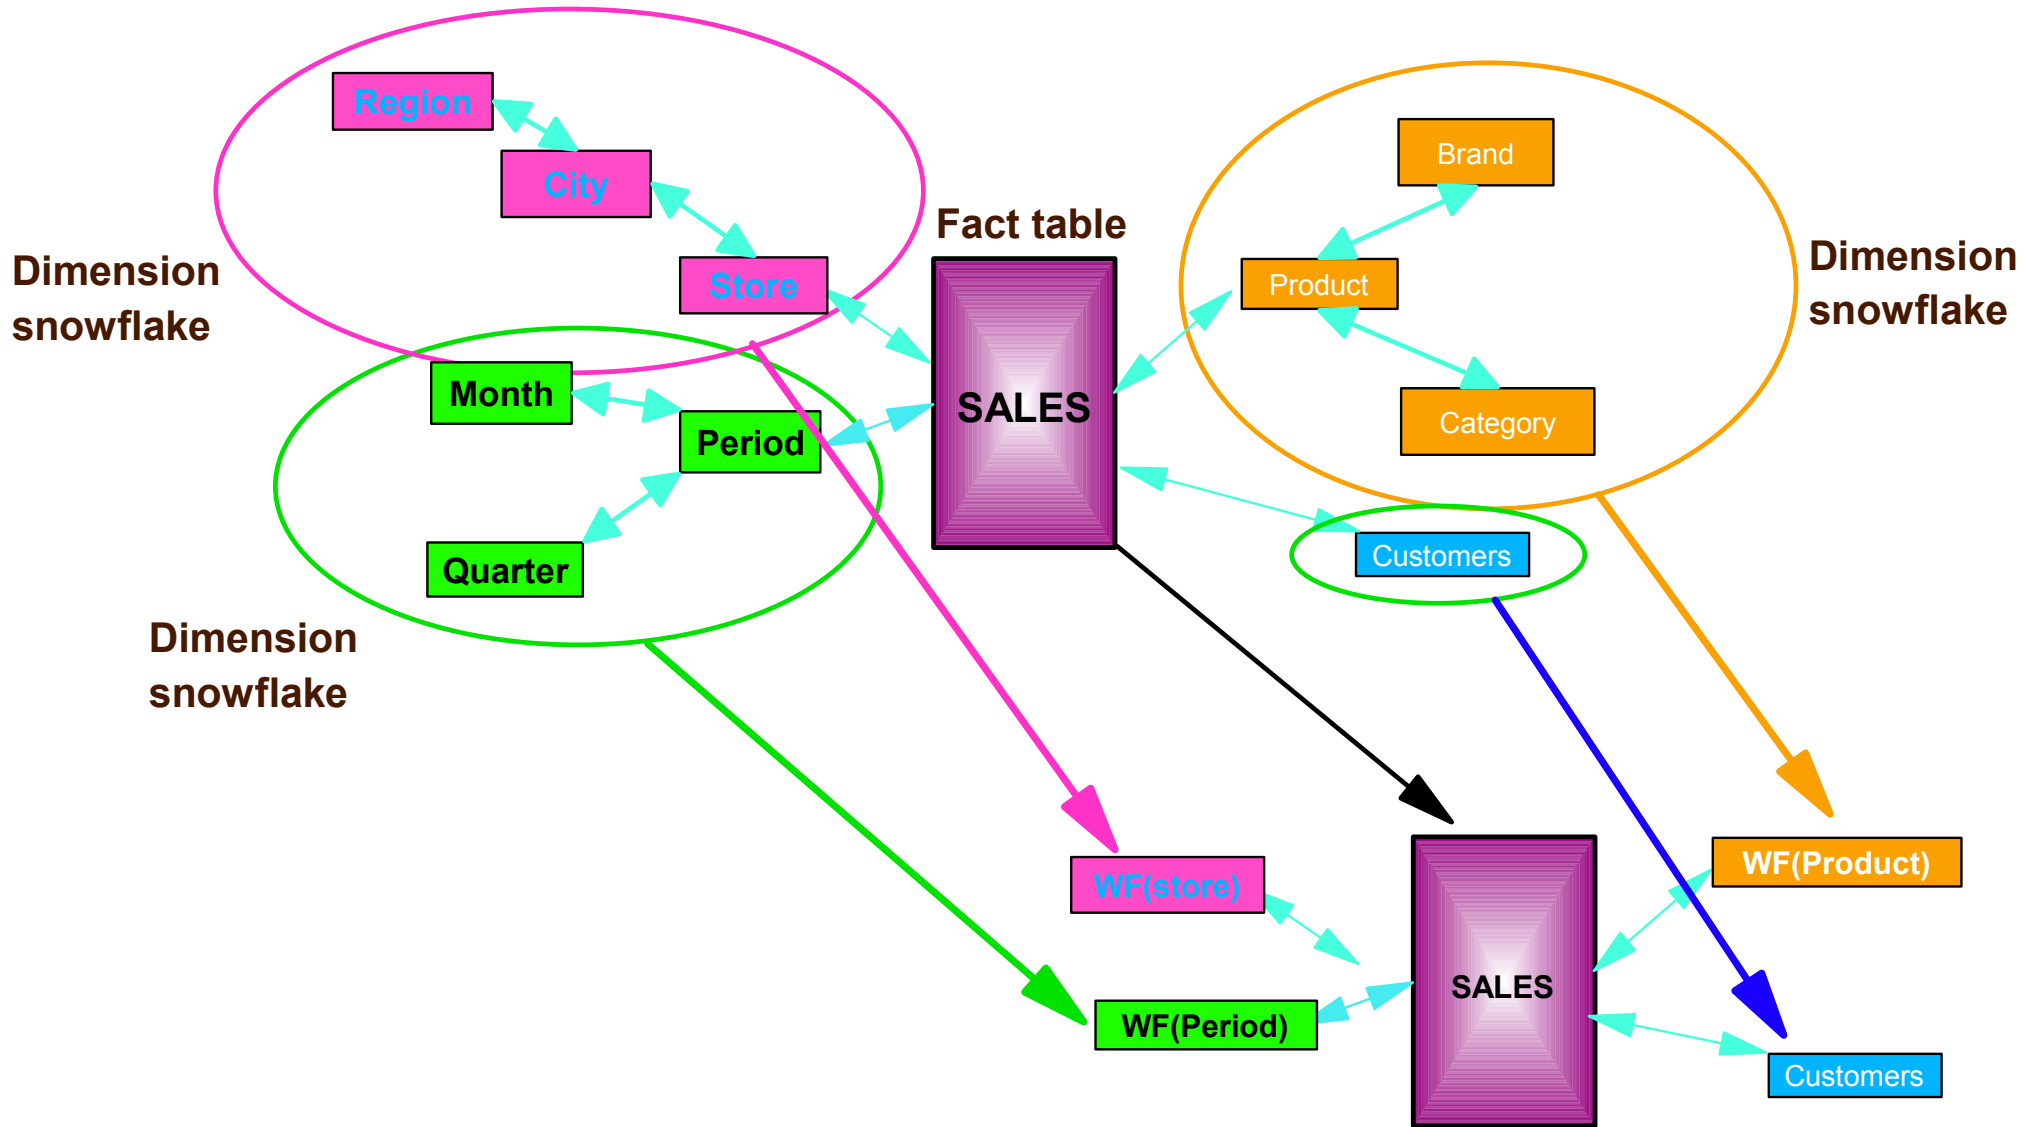 Region
City
Store
Dimension
snowflake
Month
Period
Quarter
Dimension
snowflake
Fact table
SALES
Brand
Product
Category
Customers
Dimension
snowflake
WF(store)
WF(Period)
SALES
WF(Product)
Customers